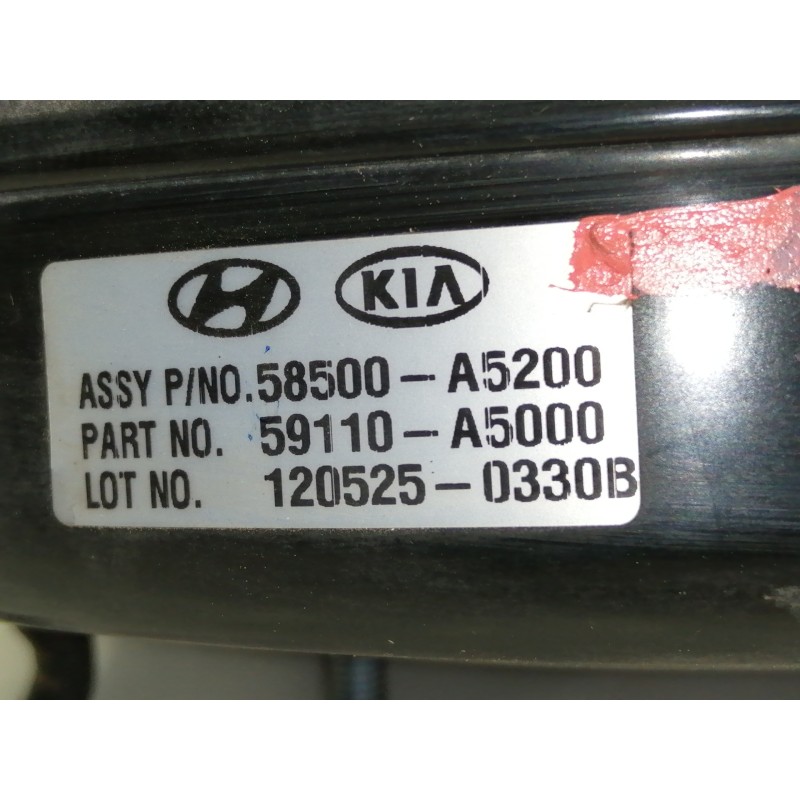 KIA
ASSY P/NO. 58500-A5200
PART NO. 59110-A5000
LOT NO. 120525-0330B